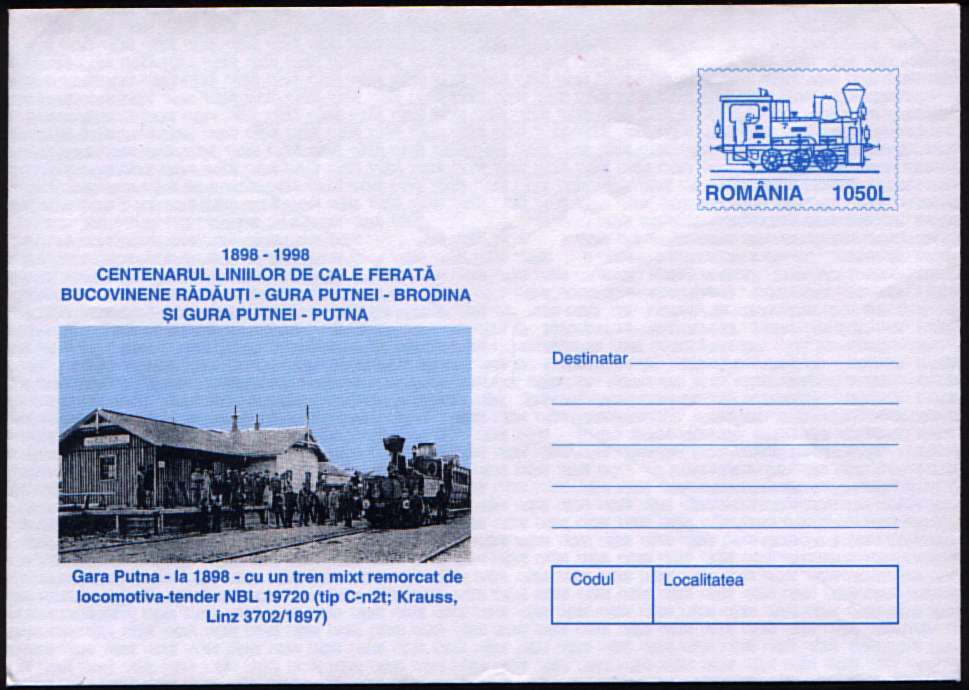 ROMÂNIA 1050L
1898 - 1998
CENTENARUL LINIILOR DE CALE FERATĂ
BUCOVINENE RĂDĂUȚI - GURA PUTNEI - BRODINA
ȘI GURA PUTNEI - PUTNA
Gara Putna - la 1898 - cu un tren mixt remorcat de
locomotiva-tender NBL 19720 (tip C-n2t; Krauss,
Linz 3702/1897)
Destinatar
Codul
Localitatea